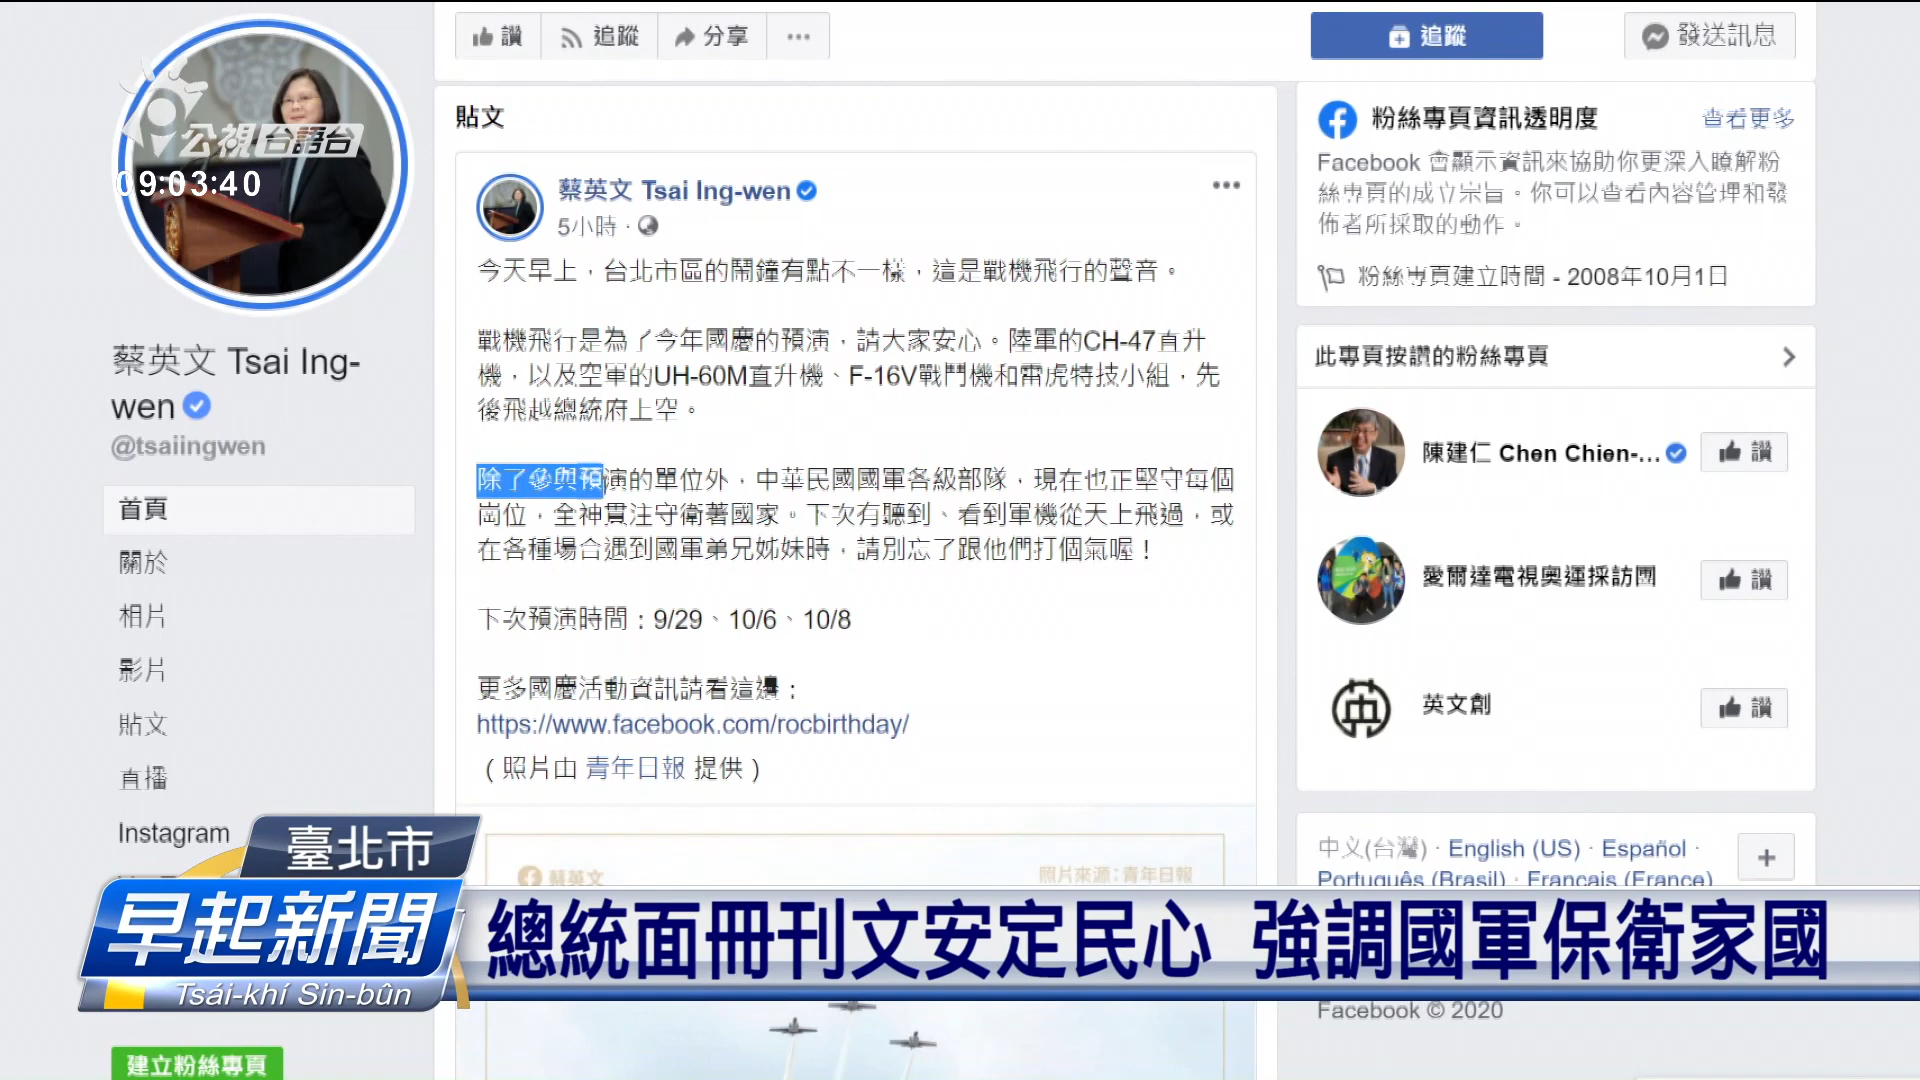 讚
追蹤
分享
追蹤
發送訊息
公視台語台
09:03:40
蔡英文 Tsai Ing-
wen
@tsaiingwen
首頁
關於
相片
影片
貼文
直播
Instagram
建立粉絲專頁
貼文
蔡英文 Tsai Ing-wen
5小時 ·
今天早上，台北市區的鬧鐘有點不一樣，這是戰機飛行的聲音。
戰機飛行是為了今年國慶的預演，請大家安心。陸軍的CH-47直升
機，以及空軍的UH-60M直升機、F-16V戰鬥機和雷虎特技小組，先
後飛越總統府上空。
除了參與預演的單位外，中華民國國軍各級部隊，現在也正堅守每個
崗位，全神貫注守衛著國家。下次有聽到、看到軍機從天上飛過，或
在各種場合遇到國軍弟兄姊妹時，請別忘了跟他們打個氣喔！
下次預演時間：9/29、10/6、10/8
更多國慶活動資訊請看這邊：
https://www.facebook.com/rocbirthday/
（照片由 青年日報 提供）
蔡英文
照片來源：青年日報
粉絲專頁資訊透明度
查看更多
Facebook 會顯示資訊來協助你更深入瞭解粉
絲專頁的成立宗旨。你可以查看內容管理和發
佈者所採取的動作。
粉絲專頁建立時間 - 2008年10月1日
此專頁按讚的粉絲專頁
陳建仁 Chen Chien-...
讚
愛爾達電視奧運採訪團
讚
英文創
讚
中文(台灣) · English (US) · Español ·
Português (Brasil) · Français (France)
Facebook © 2020
臺北市
早起新聞
Tsái-khí Sin-bûn
總統面冊刊文安定民心 強調國軍保衛家國